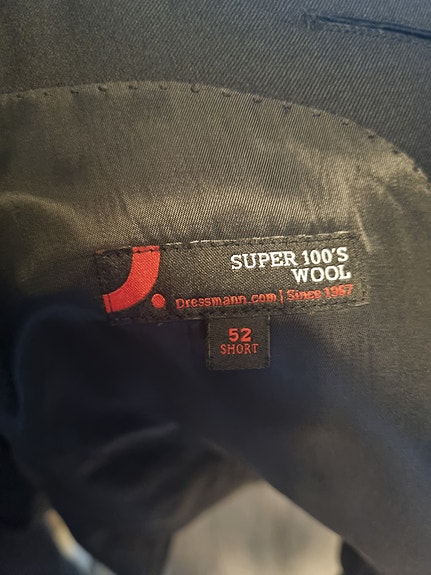 SUPER 100'S
WOOL
Dressmann.com | Since 1967
52
SHORT